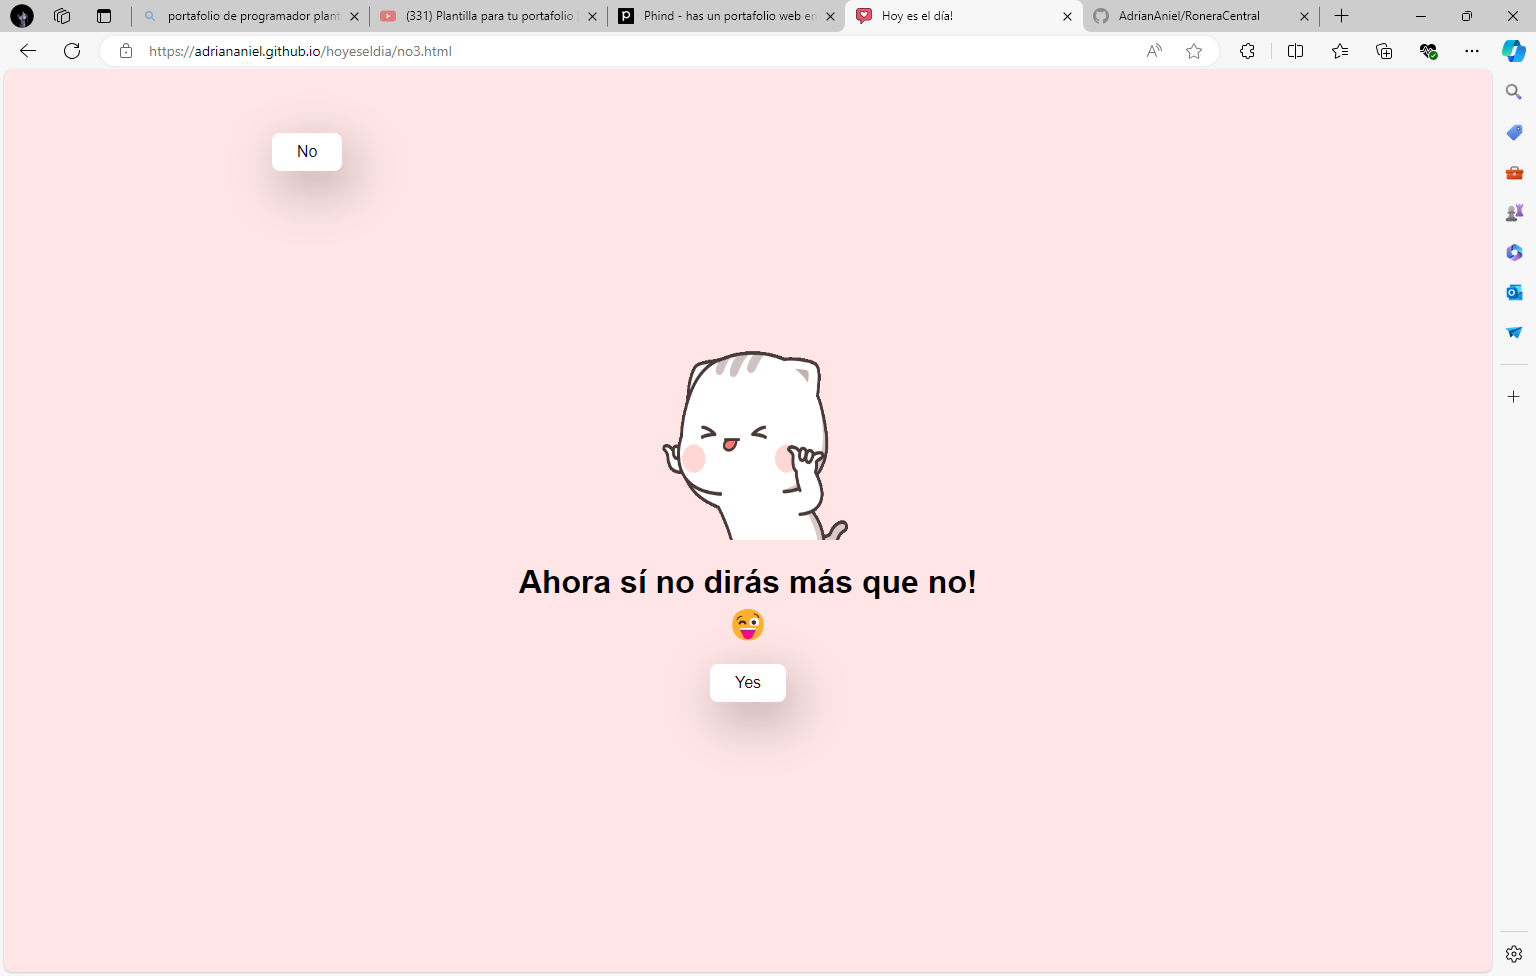 portafolio de programador plant
(331) Plantilla para tu portafolio
Phind - has un portafolio web en
Hoy es el día!
AdrianAniel/RoneraCentral
https://adriananiel.github.io/hoyeseldia/no3.html
No
Ahora sí no dirás más que no!
Yes